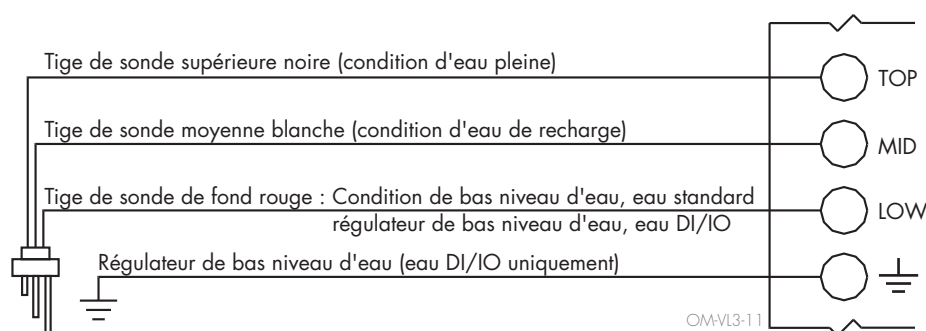 Tige de sonde supérieure noire (condition d'eau pleine)
TOP
Tige de sonde moyenne blanche (condition d'eau de recharge)
MID
Tige de sonde de fond rouge : Condition de bas niveau d'eau, eau standard
régulateur de bas niveau d'eau, eau DI/IO
LOW
Régulateur de bas niveau d'eau (eau DI/IO uniquement)
OM-VL3-11